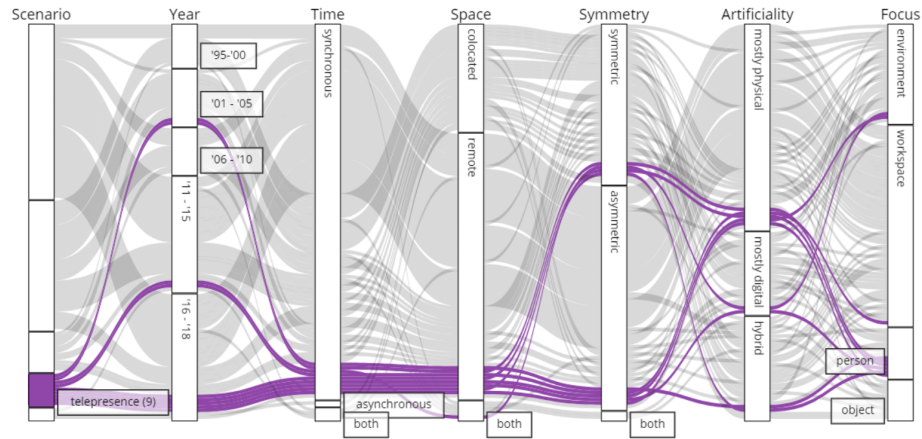 Scenario Year Time Space Symmetry Artificiality Focus
'95-'00
'01 - '05
'06 - '10
'11 - '15
'16 - '18
synchronous
asynchronous
both
colocated
remote
both
symmetric
asymmetric
both
mostly physical
mostly digital
hybrid
environment
workspace
person
object
telepresence (9)